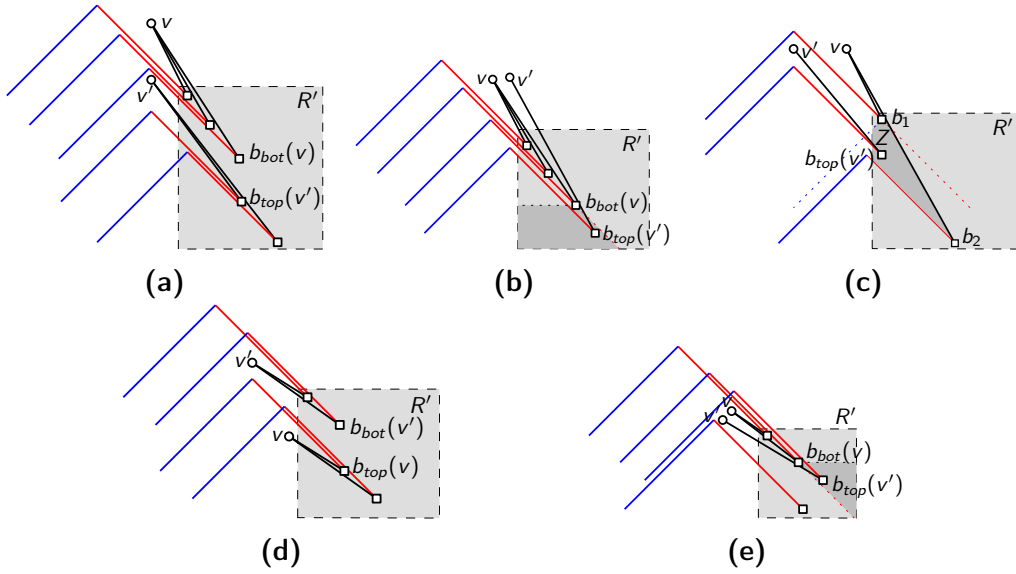 v
R'
v'
b_bot(v)
b_top(v')
(a)
v
v'
R'
b_bot(v)
b_top(v')
(b)
v'
v
b_1
R'
Z
b_top(v')
b_2
(c)
v'
R'
b_bot(v')
v
b_top(v)
(d)
v
v'
R'
b_bot(v)
b_top(v')
(e)